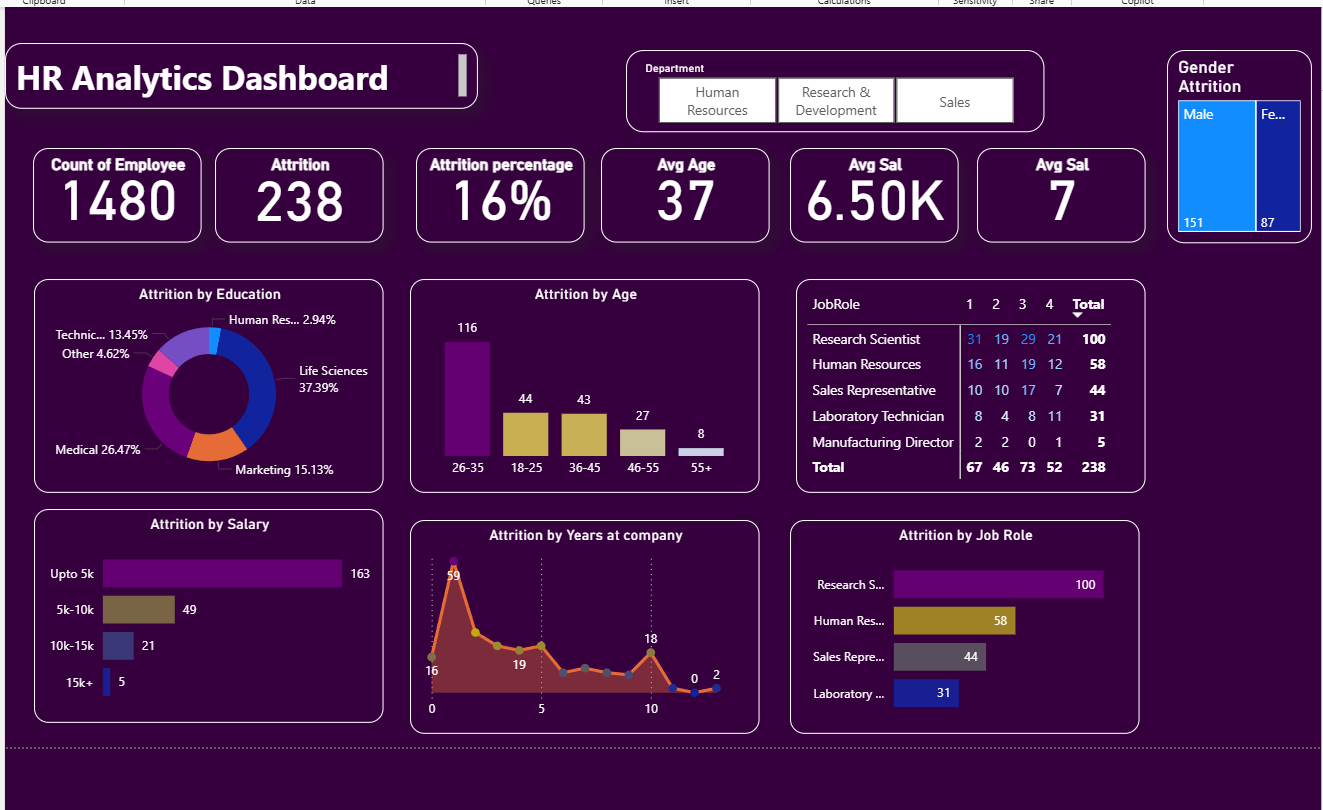 Clipboard Data Queries Insert Calculations Sensitivity Share Copilot
HR Analytics Dashboard
Department
Human
Resources
Research &
Development
Sales
Gender
Attrition
Male
Fe...
151
87
Count of Employee
1480
Attrition
238
Attrition percentage
16%
Avg Age
37
Avg Sal
6.50K
Avg Sal
7
Attrition by Education
Human Res... 2.94%
Technic... 13.45%
Other 4.62%
Life Sciences
37.39%
Medical 26.47%
Marketing 15.13%
Attrition by Age
116
44
43
27
8
26-35 18-25 36-45 46-55 55+
JobRole 1 2 3 4 Total
Research Scientist 31 19 29 21 100
Human Resources 16 11 19 12 58
Sales Representative 10 10 17 7 44
Laboratory Technician 8 4 8 11 31
Manufacturing Director 2 2 0 1 5
Total 67 46 73 52 238
Attrition by Salary
Upto 5k 163
5k-10k 49
10k-15k 21
15k+ 5
Attrition by Years at company
59
16
19
18
0
2
0 5 10
Attrition by Job Role
Research S... 100
Human Res... 58
Sales Repre... 44
Laboratory ... 31